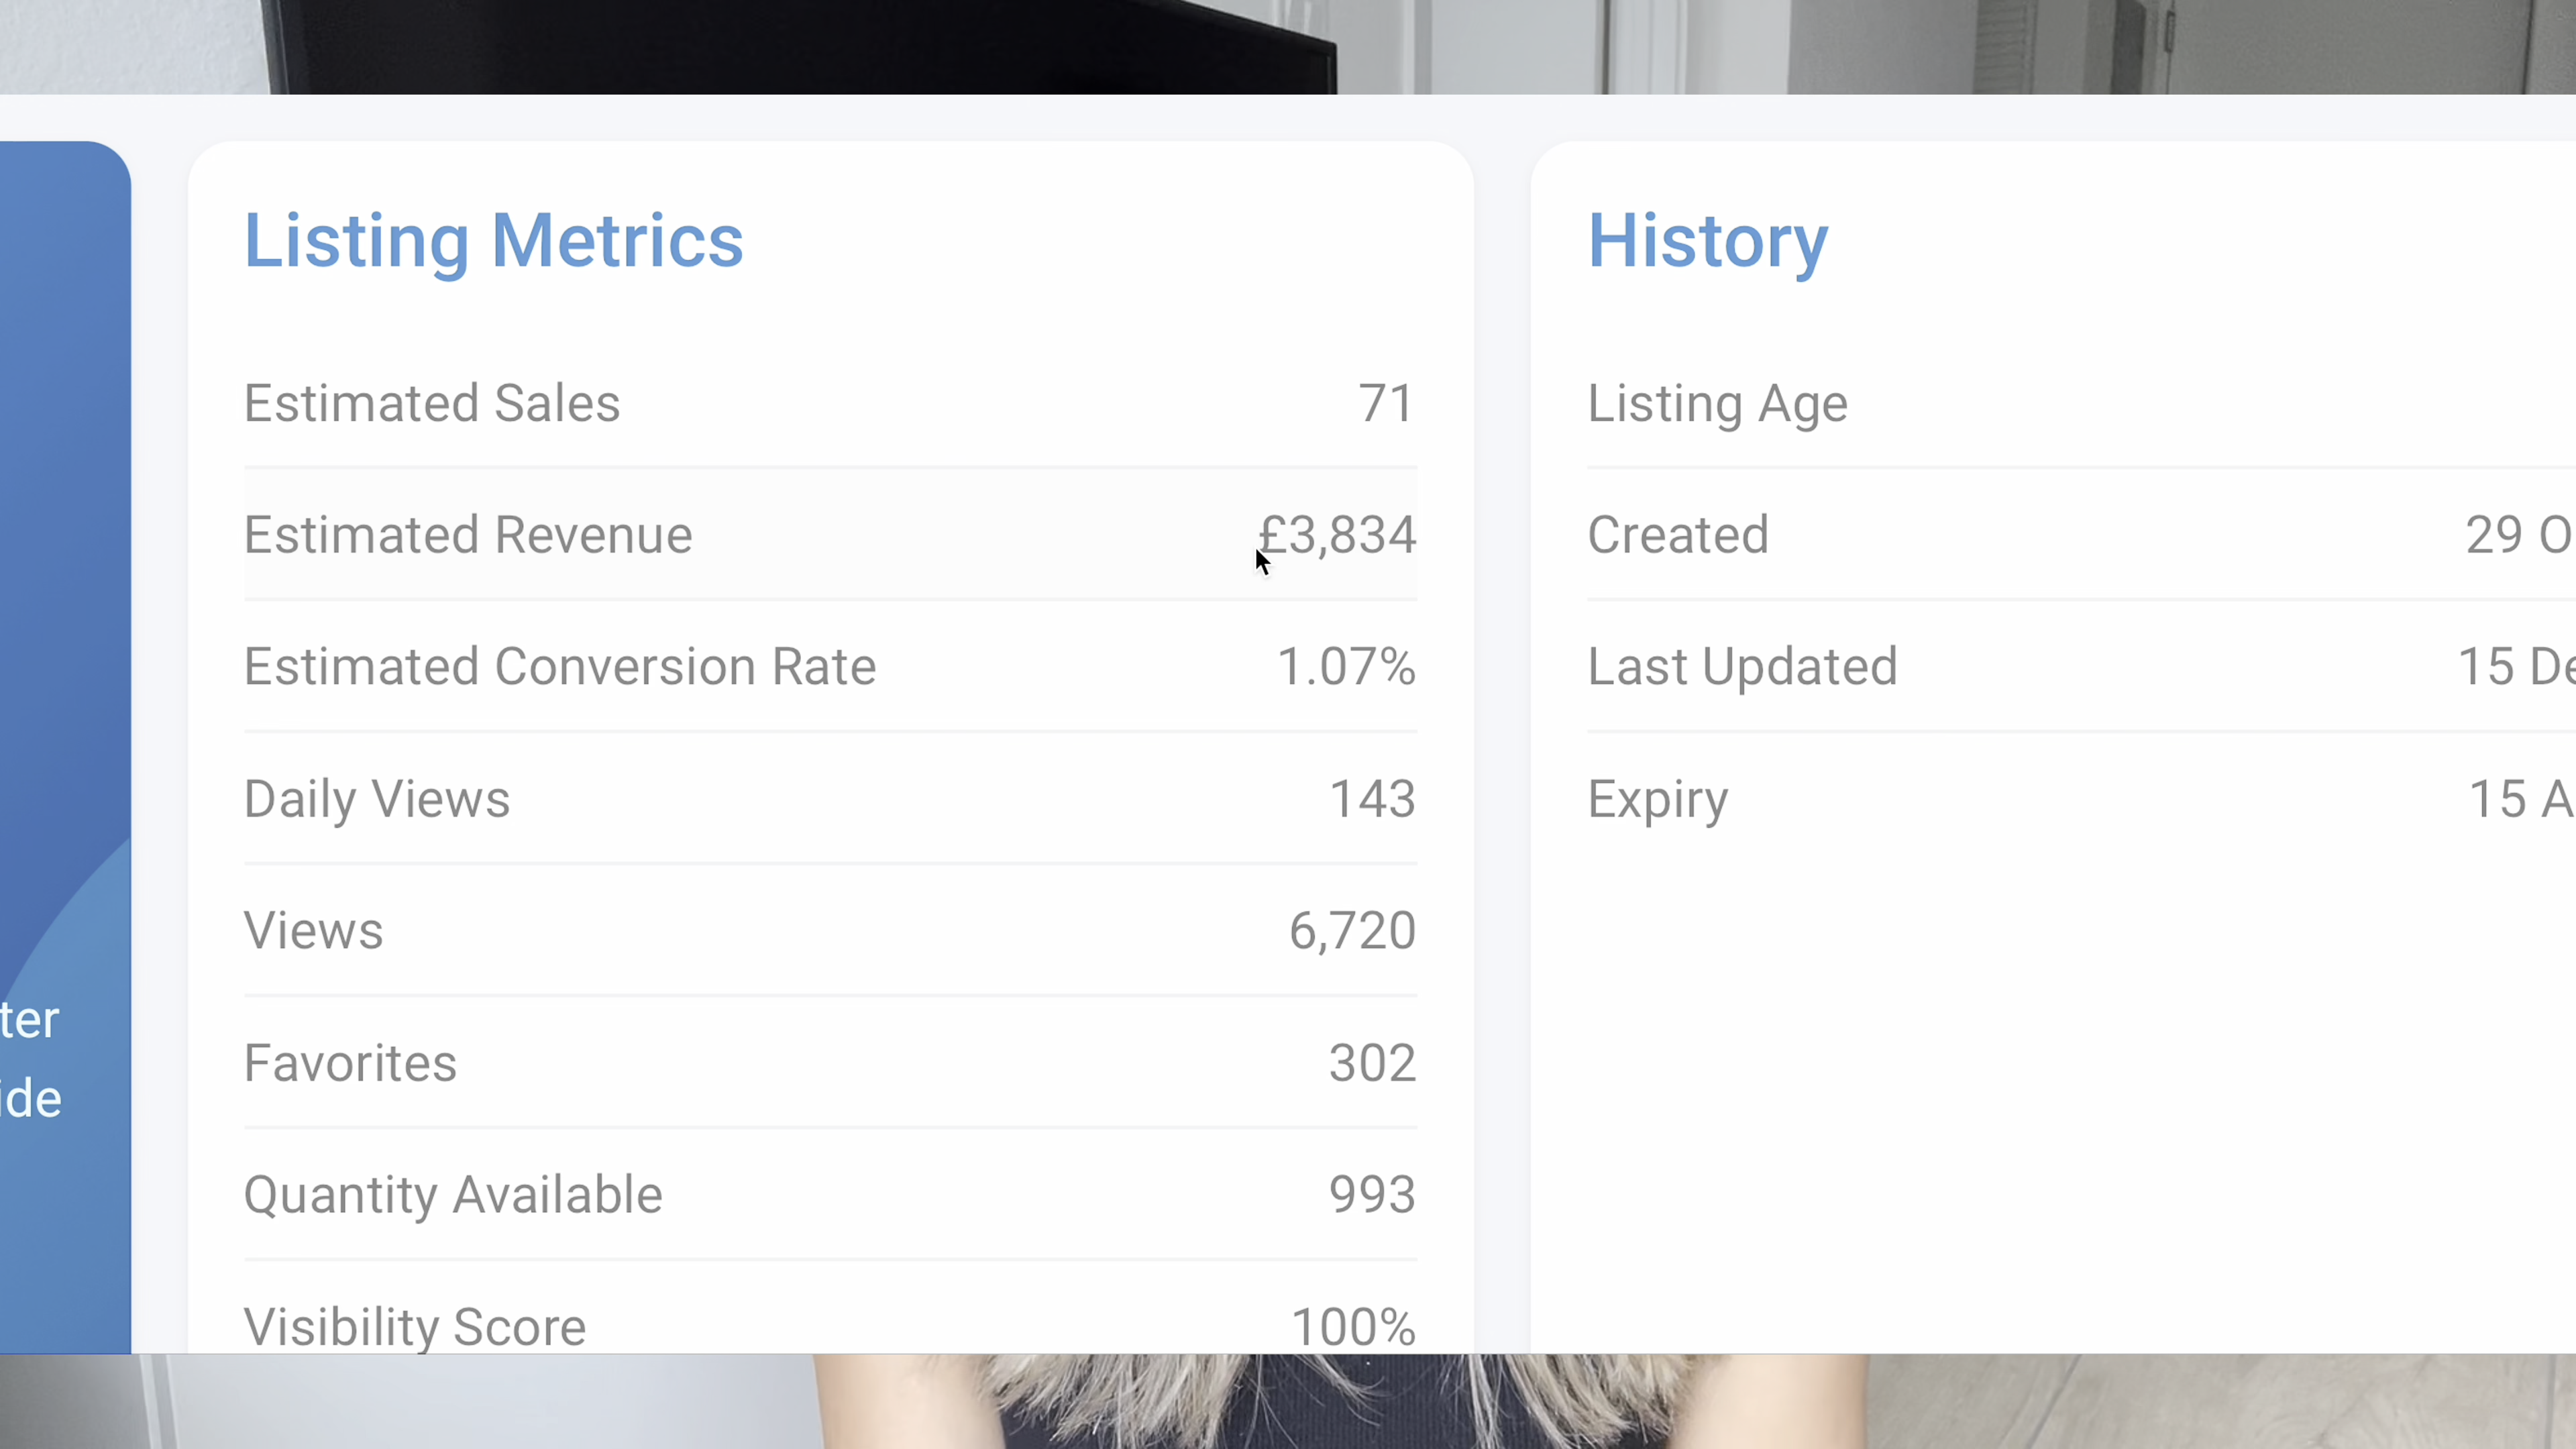 ter
ide
Listing Metrics
Estimated Sales 71
Estimated Revenue £3,834
Estimated Conversion Rate 1.07%
Daily Views 143
Views 6,720
Favorites 302
Quantity Available 993
Visibility Score 100%
History
Listing Age
Created 29 O
Last Updated 15 De
Expiry 15 A